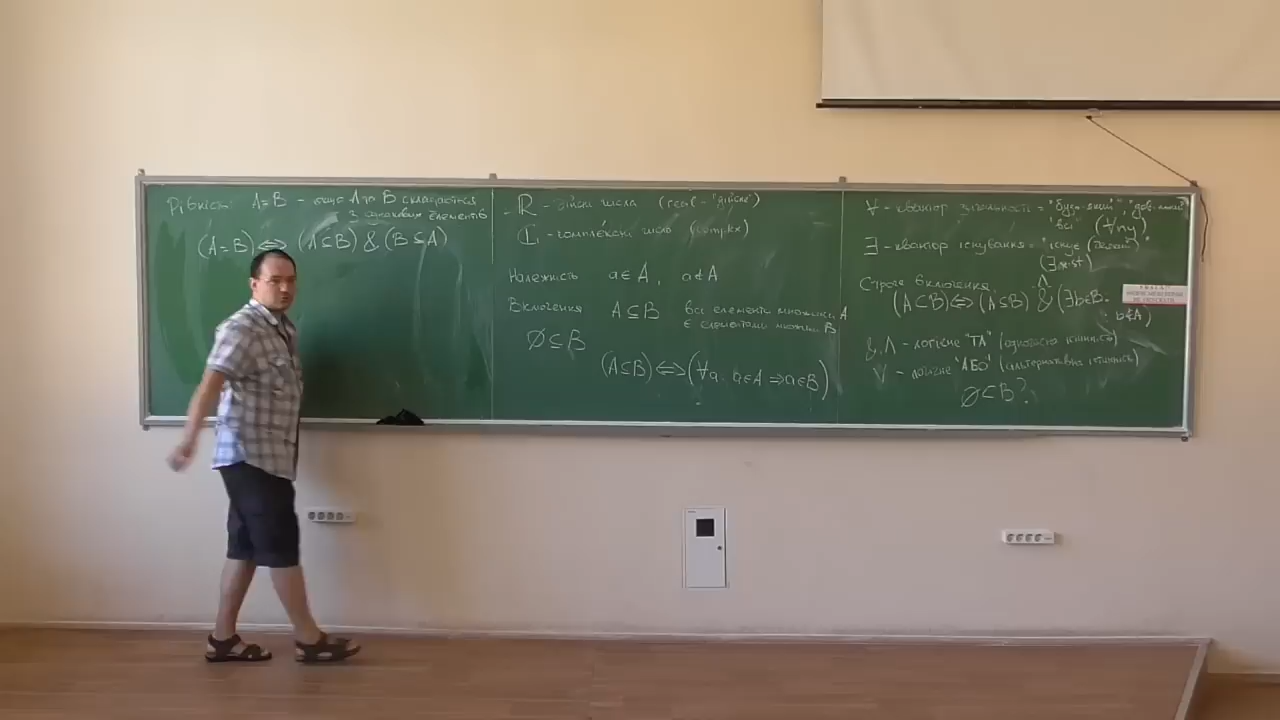 Рівність: A=B - якщо A та B складаються
з однакових елементів
(A=B)⇔(A⊆B)&(B⊆A)
ℝ - дійсні числа (real - "дійсне")
ℂ - комплексні числа (complex)
Належність a∈A, a∉A
Включення A⊆B всі елементи множини A
є елементами множини B
∅⊆B
(A⊆B)⇔(∀a: a∈A ⇒a∈B)
∀ - квантор загальності = "будь-який",
"всі" (∀ny)
∃ - квантор існування = "існує (деякий)"
(∃xist)
Строге включення:
∧
(A⊂B)⇔(A⊆B) & (∃b∈B:
b∉A)
&,∧ - логічне "ТА" (одночасна істинність)
∨ - логічне "АБО" (альтернативна істинність)
∅⊂B?